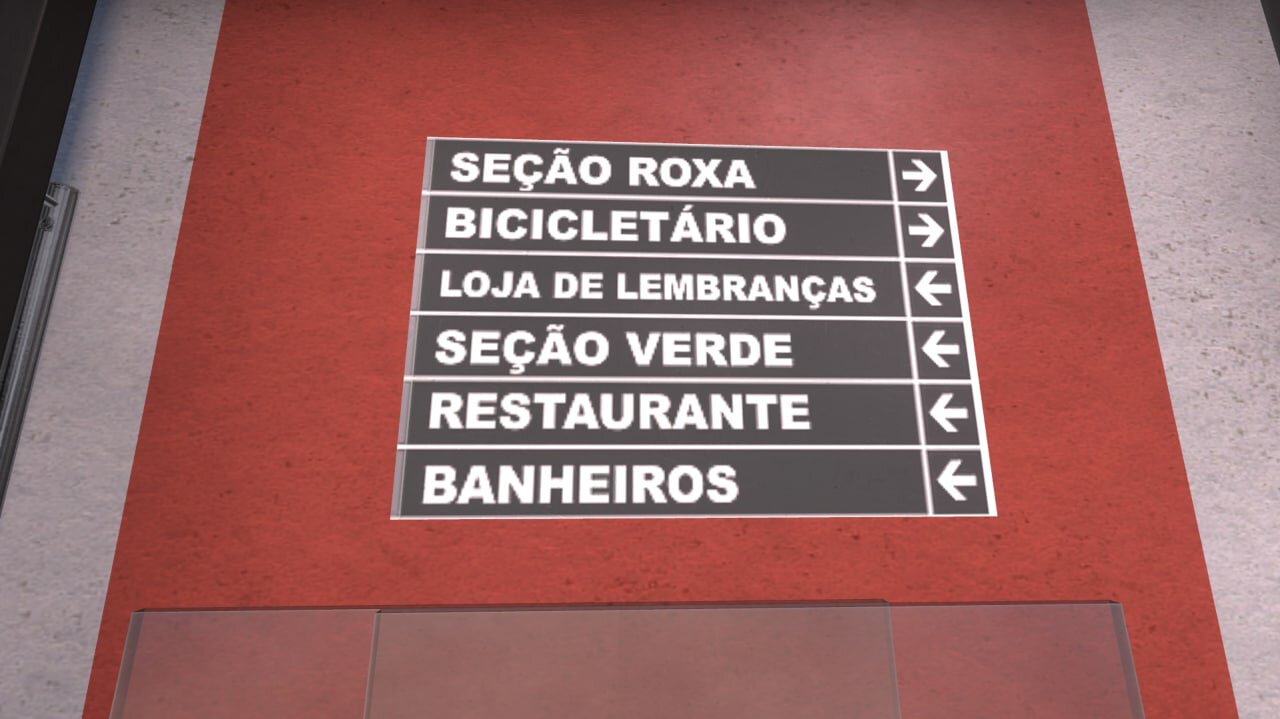 SEÇÃO ROXA →
BICICLETÁRIO →
LOJA DE LEMBRANÇAS ←
SEÇÃO VERDE ←
RESTAURANTE ←
BANHEIROS ←